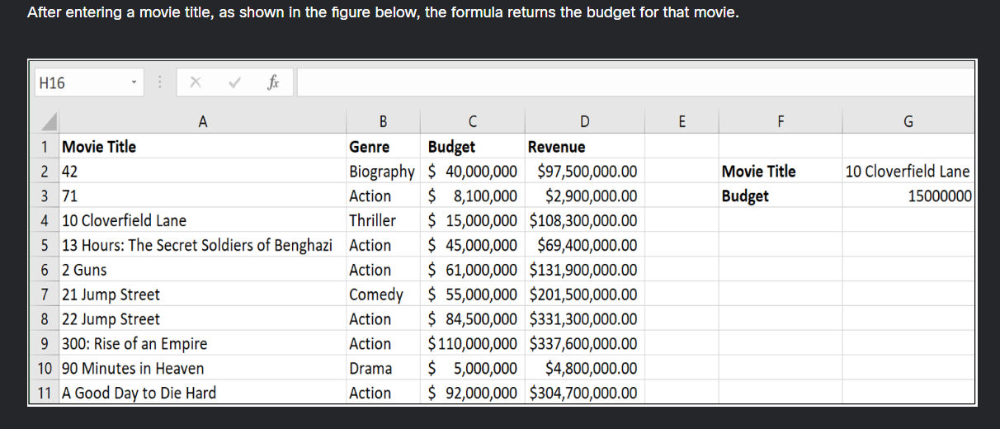 After entering a movie title, as shown in the figure below, the formula returns the budget for that movie.
H16 fx
A B C D E F G
1 Movie Title Genre Budget Revenue
2 42 Biography $ 40,000,000 $97,500,000.00 Movie Title 10 Cloverfield Lane
3 71 Action $ 8,100,000 $2,900,000.00 Budget 15000000
4 10 Cloverfield Lane Thriller $ 15,000,000 $108,300,000.00
5 13 Hours: The Secret Soldiers of Benghazi Action $ 45,000,000 $69,400,000.00
6 2 Guns Action $ 61,000,000 $131,900,000.00
7 21 Jump Street Comedy $ 55,000,000 $201,500,000.00
8 22 Jump Street Action $ 84,500,000 $331,300,000.00
9 300: Rise of an Empire Action $110,000,000 $337,600,000.00
10 90 Minutes in Heaven Drama $ 5,000,000 $4,800,000.00
11 A Good Day to Die Hard Action $ 92,000,000 $304,700,000.00